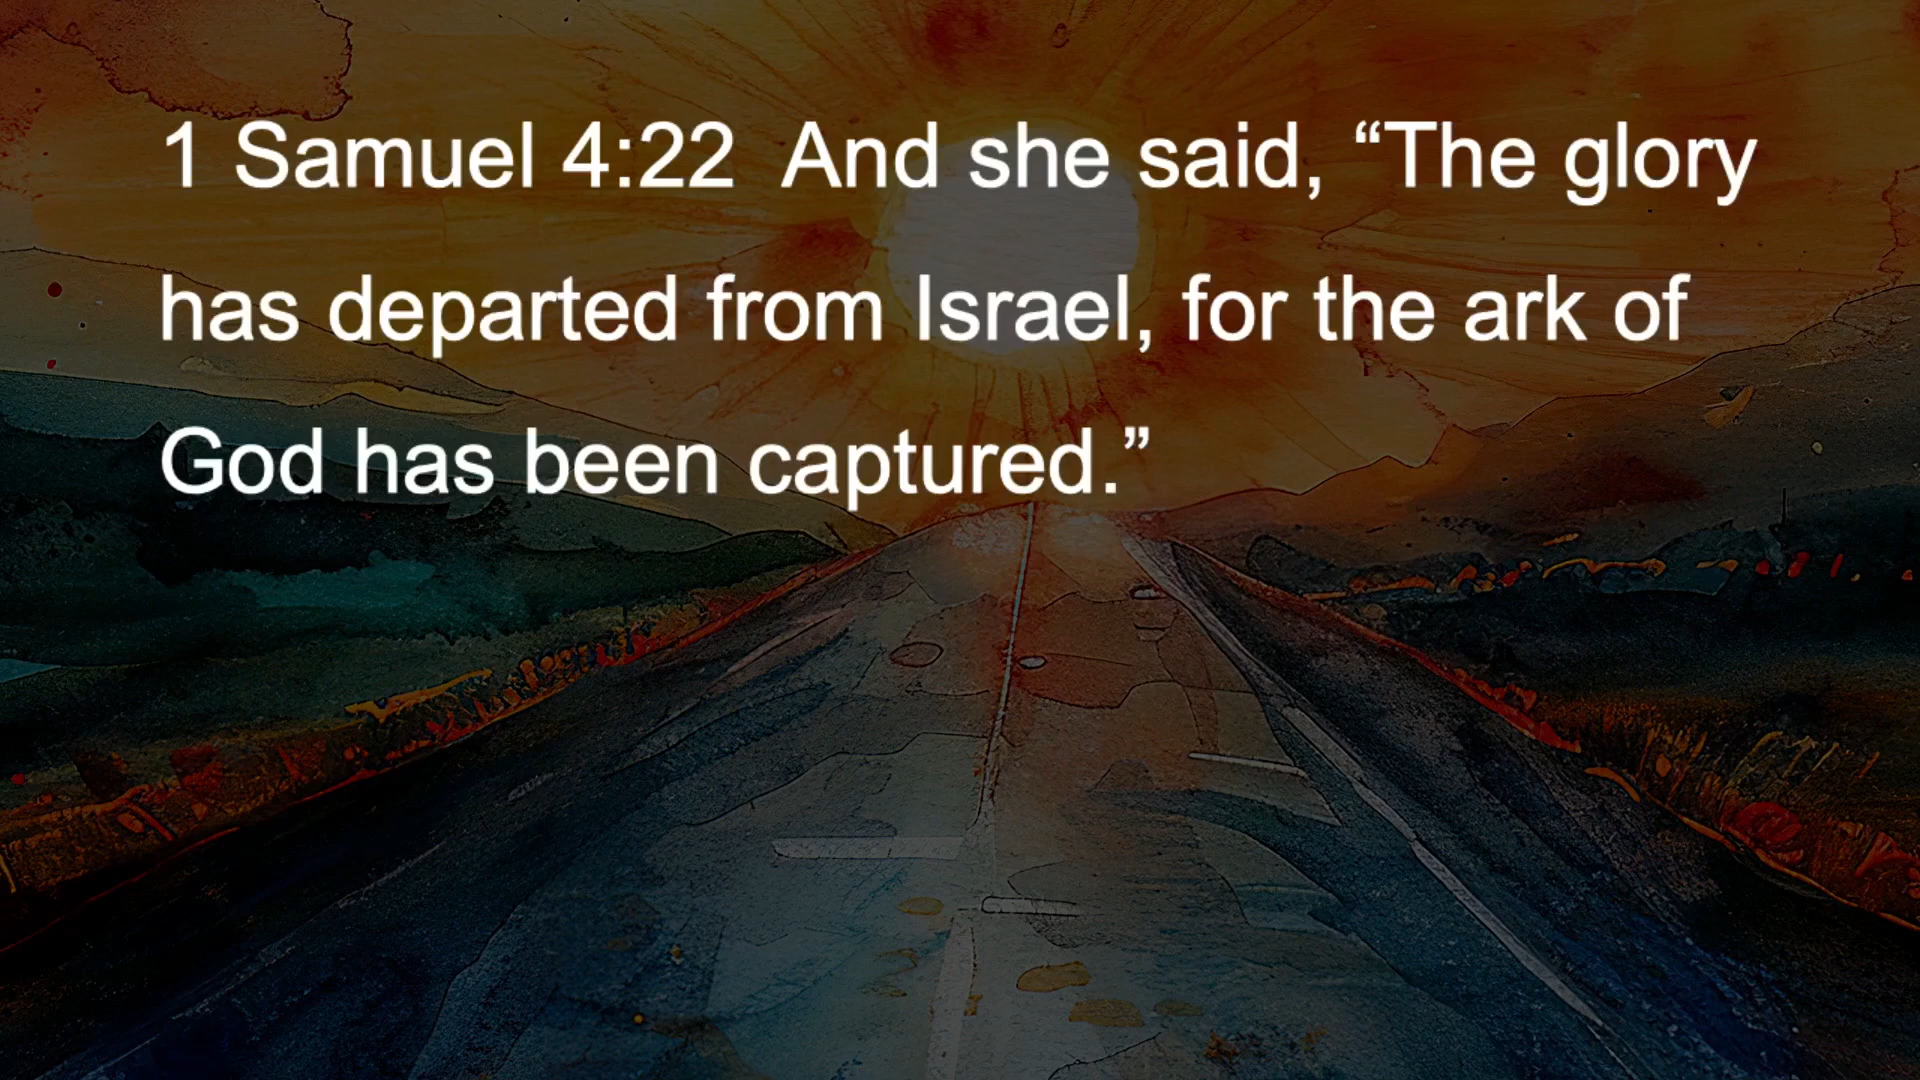 1 Samuel 4:22  And she said, “The glory
has departed from Israel, for the ark of
God has been captured.”